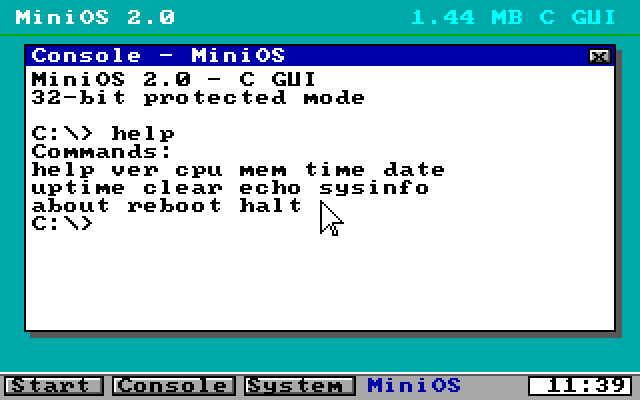 MiniOS 2.0 1.44 MB C GUI
Console - MiniOS
MiniOS 2.0 - C GUI
32-bit protected mode
C:\> help
Commands:
help ver cpu mem time date
uptime clear echo sysinfo
about reboot halt
C:\>
Start Console System MiniOS 11:39